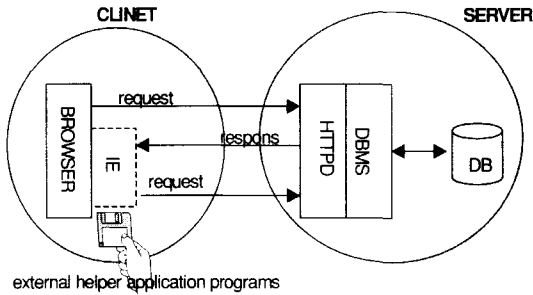 CLINET
SERVER
request
BROWSER
IE
respons
request
HTTPD
DBMS
DB
external helper application programs